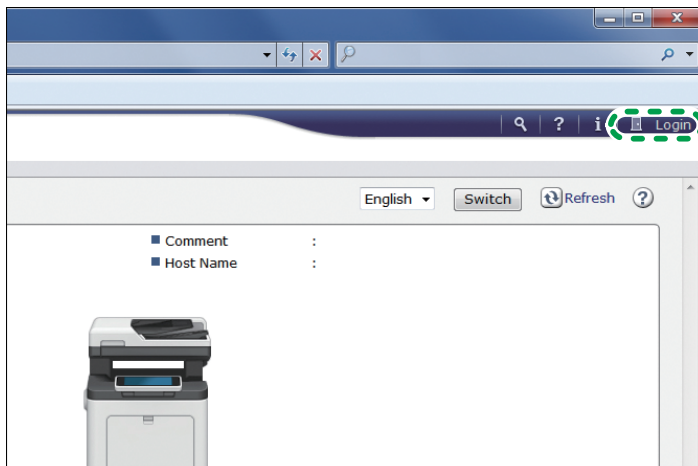 ? i Login
English Switch Refresh ?
Comment :
Host Name :